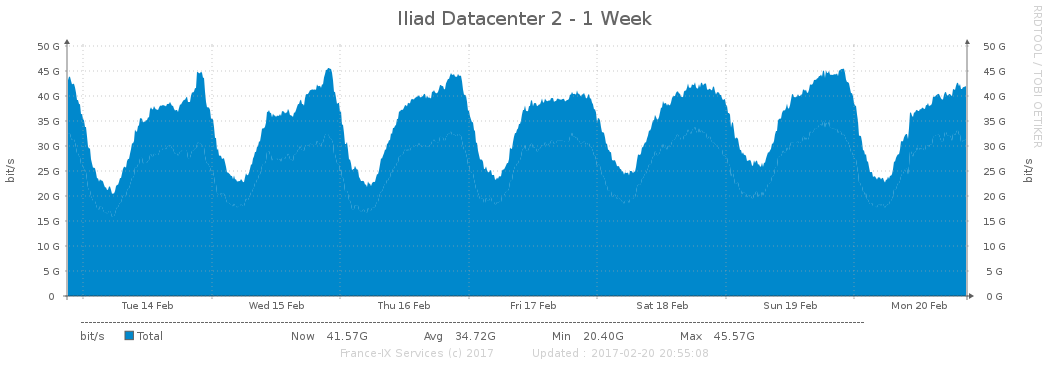 Iliad Datacenter 2 - 1 Week
RRDTOOL / TOBI OETIKER
50 G 50 G
45 G 45 G
40 G 40 G
35 G 35 G
30 G 30 G
25 G 25 G
20 G 20 G
15 G 15 G
10 G 10 G
5 G 5 G
0 0 G
bit/s bit/s
Tue 14 Feb Wed 15 Feb Thu 16 Feb Fri 17 Feb Sat 18 Feb Sun 19 Feb Mon 20 Feb
bit/s Total Now 41.57G Avg 34.72G Min 20.40G Max 45.57G
France-IX Services (c) 2017 Updated : 2017-02-20 20:55:08